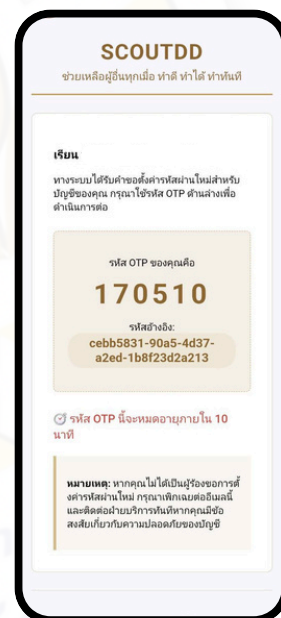 SCOUTDD
ช่วยเหลือผู้อื่นทุกเมื่อ ทำดี ทำได้ ทำทันที
เรียน
ทางระบบได้รับคำขอตั้งค่ารหัสผ่านใหม่สำหรับ
บัญชีของคุณ กรุณาใช้รหัส OTP ด้านล่างเพื่อ
ดำเนินการต่อ
รหัส OTP ของคุณคือ
170510
รหัสอ้างอิง:
cebb5831-90a5-4d37-
a2ed-1b8f23d2a213
รหัส OTP นี้จะหมดอายุภายใน 10
นาที
หมายเหตุ: หากคุณไม่ได้เป็นผู้ร้องขอการตั้
งค่ารหัสผ่านใหม่ กรุณาเพิกเฉยต่ออีเมลนี้
และติดต่อฝ่ายบริการทันทีหากคุณมีข้อ
สงสัยเกี่ยวกับความปลอดภัยของบัญชี